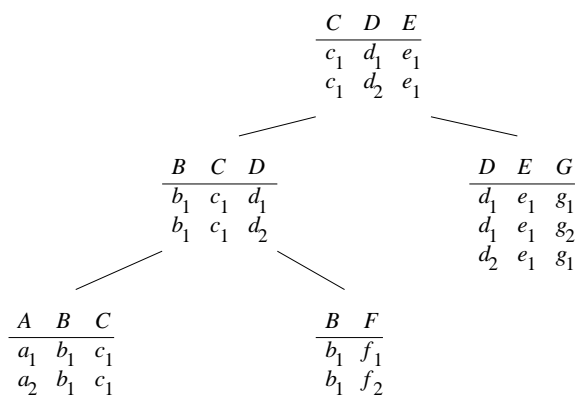 C D E
c1 d1 e1
c1 d2 e1
B C D
b1 c1 d1
b1 c1 d2
D E G
d1 e1 g1
d1 e1 g2
d2 e1 g1
A B C
a1 b1 c1
a2 b1 c1
B F
b1 f1
b1 f2